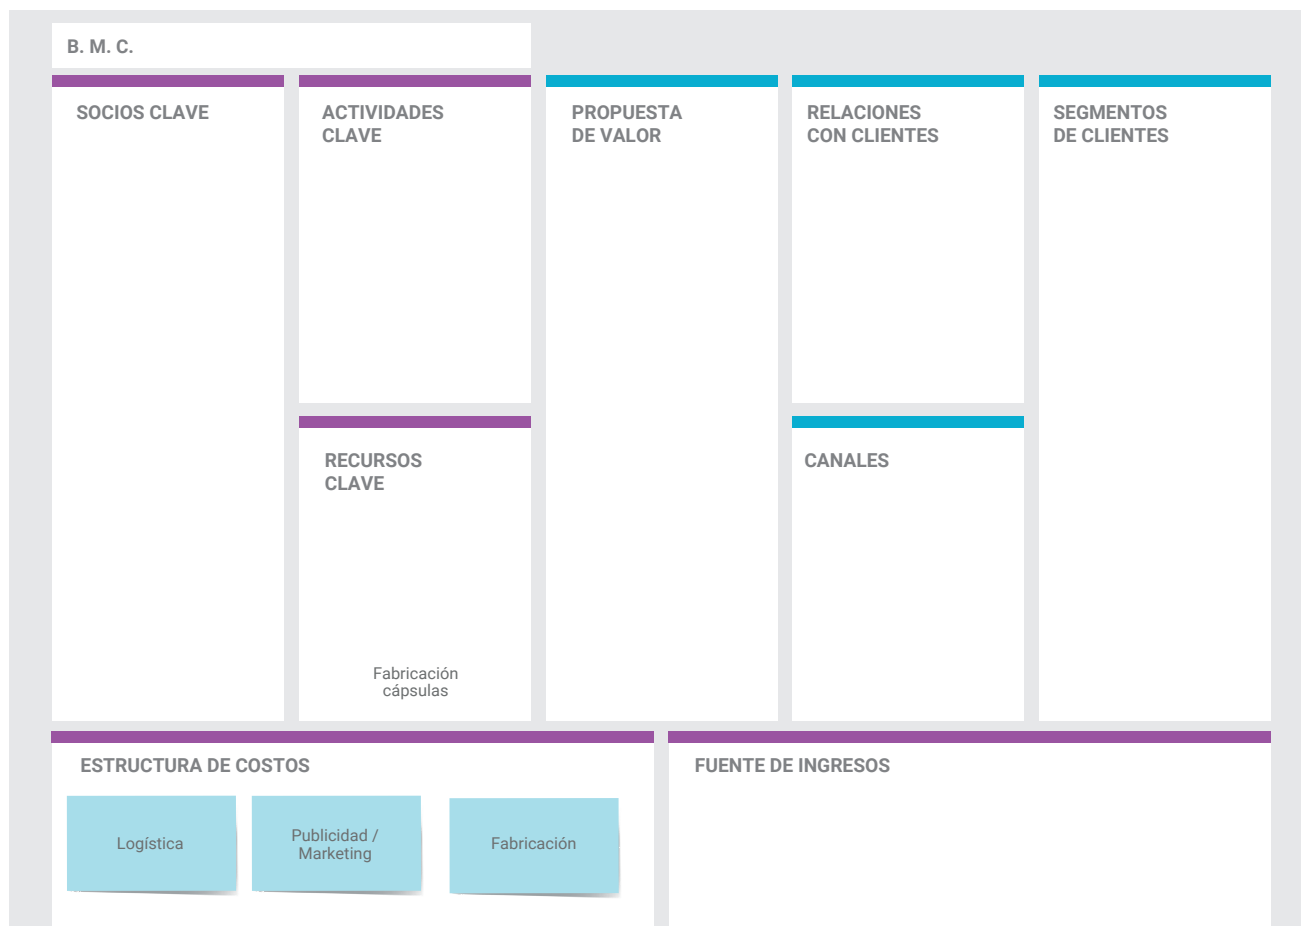 B. M. C.
SOCIOS CLAVE
ACTIVIDADES
CLAVE
PROPUESTA
DE VALOR
RELACIONES
CON CLIENTES
SEGMENTOS
DE CLIENTES
RECURSOS
CLAVE
CANALES
Fabricación
cápsulas
ESTRUCTURA DE COSTOS
FUENTE DE INGRESOS
Logística
Publicidad /
Marketing
Fabricación